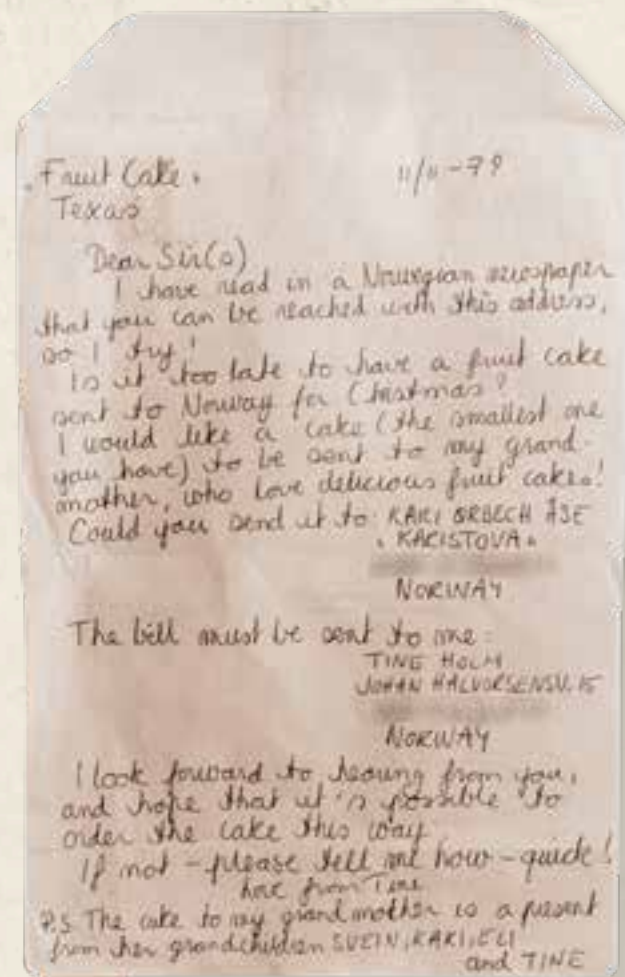 "Fruit Cake"
Texas
11/11-79
Dear Sir(s)
I have read in a Norwegian newspaper
that you can be reached with this address,
so I try!
Is it too late to have a fruit cake
sent to Norway for Christmas?
I would like a cake (the smallest one
you have) to be sent to my grand-
mother, who love delicious fruit cakes!
Could you send it to: KARI ÅSE
"KARISTOVA"
NORWAY
The bill must be sent to me:
TINE HOLM
JOHAN HALVORSENSV. 15
NORWAY
I look forward to hearing from you,
and hope that it's possible to
order the cake this way.
If not - please tell me how - quick!
love from Tine
P.S The cake to my grandmother is a present
from her grandchildren SVEIN, KARI, ELI
and TINE